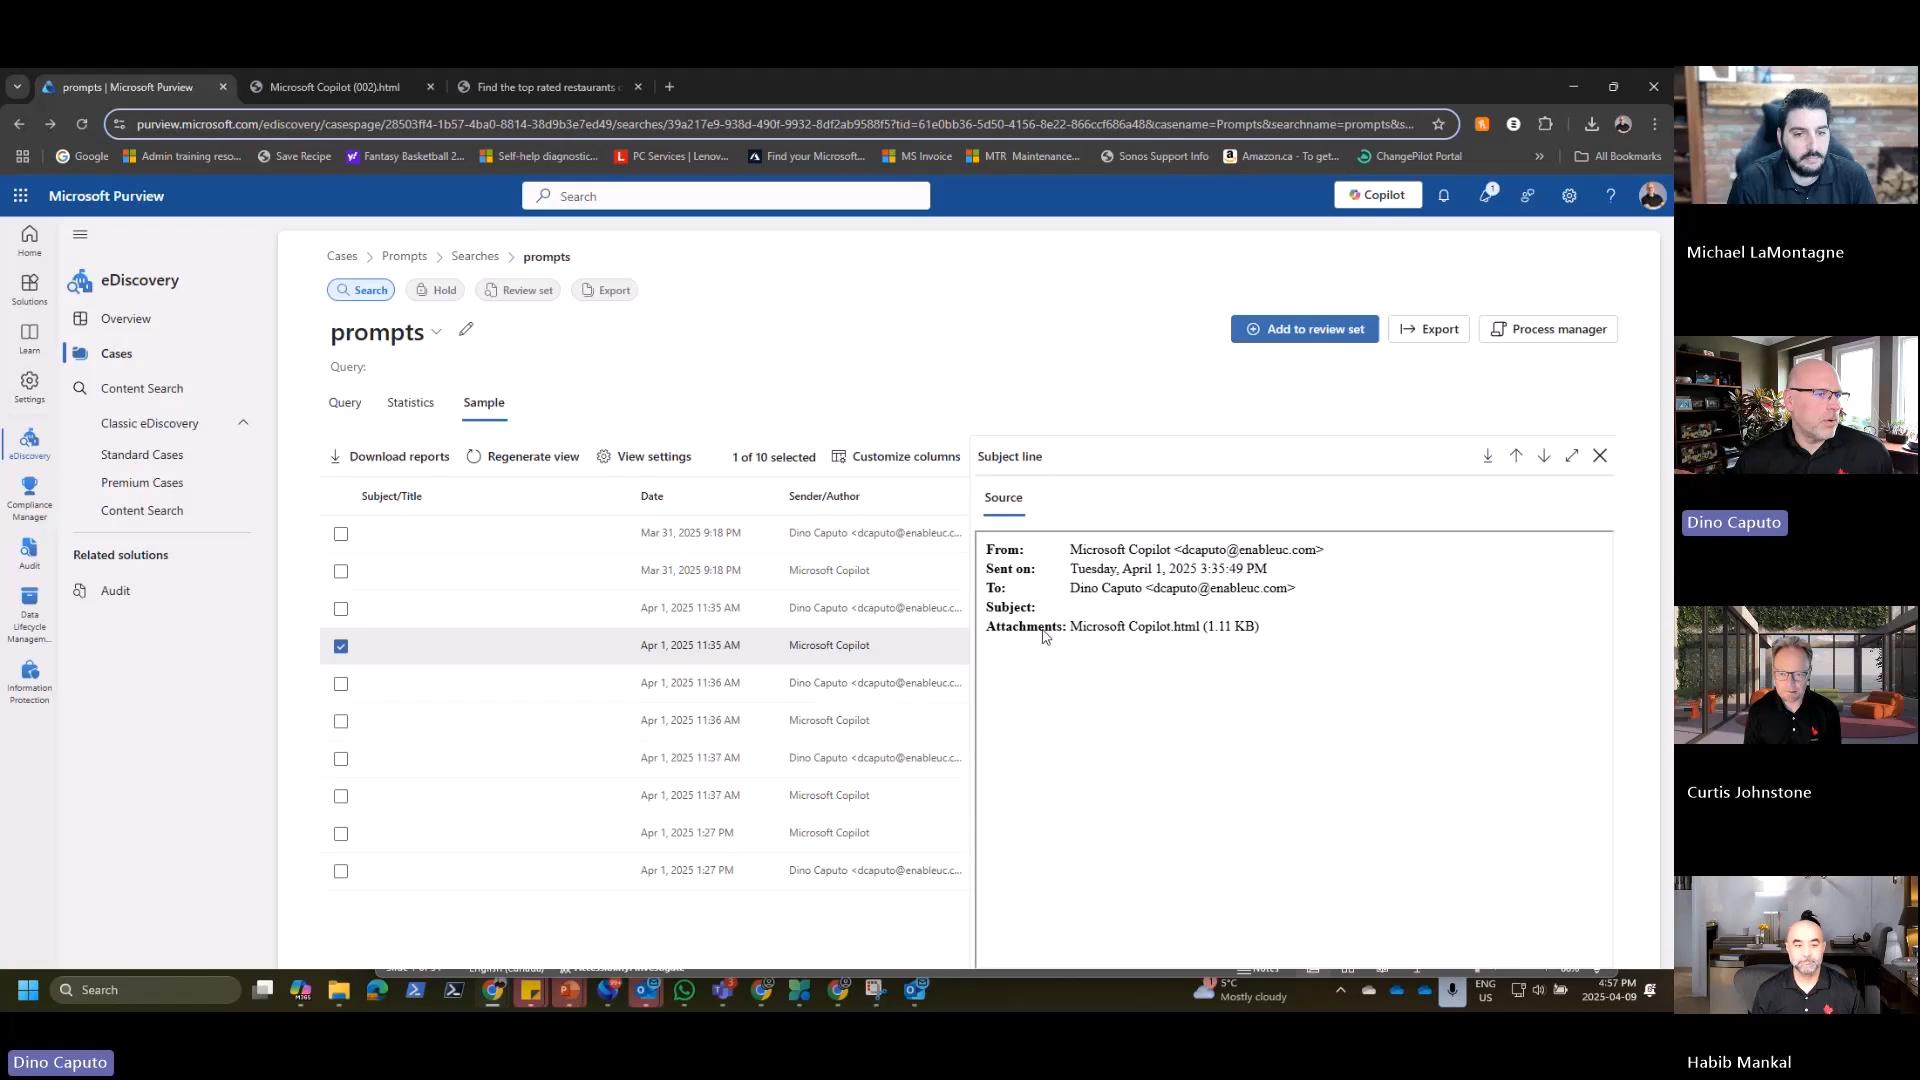 prompts | Microsoft Purview
Microsoft Copilot (002).html
Find the top rated restaurants
purview.microsoft.com/ediscovery/casespage/28503ff4-1b57-4ba0-8814-38d9b3e7ed49/searches/39a217e9-938d-490f-9932-8df2ab9588f5?tid=61e0bb36-5d50-4156-8e22-866ccf686a48&casename=Prompts&searchname=prompts&s...
Google
Admin training reso...
Save Recipe
Fantasy Basketball 2...
Self-help diagnostic...
PC Services | Lenov...
Find your Microsoft...
MS Invoice
MTR Maintenance...
Sonos Support Info
Amazon.ca - To get...
ChangePilot Portal
All Bookmarks
Microsoft Purview
Search
Copilot
1
Home
Solutions
Learn
Settings
eDiscovery
Compliance
Manager
Audit
Data
Lifecycle
Managem...
Information
Protection
eDiscovery
Overview
Cases
Content Search
Classic eDiscovery
Standard Cases
Premium Cases
Content Search
Related solutions
Audit
Cases > Prompts > Searches > prompts
Search
Hold
Review set
Export
prompts
Add to review set
Export
Process manager
Query:
Query
Statistics
Sample
Download reports
Regenerate view
View settings
1 of 10 selected
Customize columns
Subject/Title Date Sender/Author
Mar 31, 2025 9:18 PM Dino Caputo <dcaputo@enableuc.c...
Mar 31, 2025 9:18 PM Microsoft Copilot
Apr 1, 2025 11:35 AM Dino Caputo <dcaputo@enableuc.c...
Apr 1, 2025 11:35 AM Microsoft Copilot
Apr 1, 2025 11:36 AM Dino Caputo <dcaputo@enableuc.c...
Apr 1, 2025 11:36 AM Microsoft Copilot
Apr 1, 2025 11:37 AM Dino Caputo <dcaputo@enableuc.c...
Apr 1, 2025 11:37 AM Microsoft Copilot
Apr 1, 2025 1:27 PM Microsoft Copilot
Apr 1, 2025 1:27 PM Dino Caputo <dcaputo@enableuc.c...
Subject line
Source
From: Microsoft Copilot <dcaputo@enableuc.com>
Sent on: Tuesday, April 1, 2025 3:35:49 PM
To: Dino Caputo <dcaputo@enableuc.com>
Subject:
Attachments: Microsoft Copilot.html (1.11 KB)
Search
5°C
Mostly cloudy
ENG
US
4:57 PM
2025-04-09
Michael LaMontagne
Dino Caputo
Curtis Johnstone
Habib Mankal
Dino Caputo